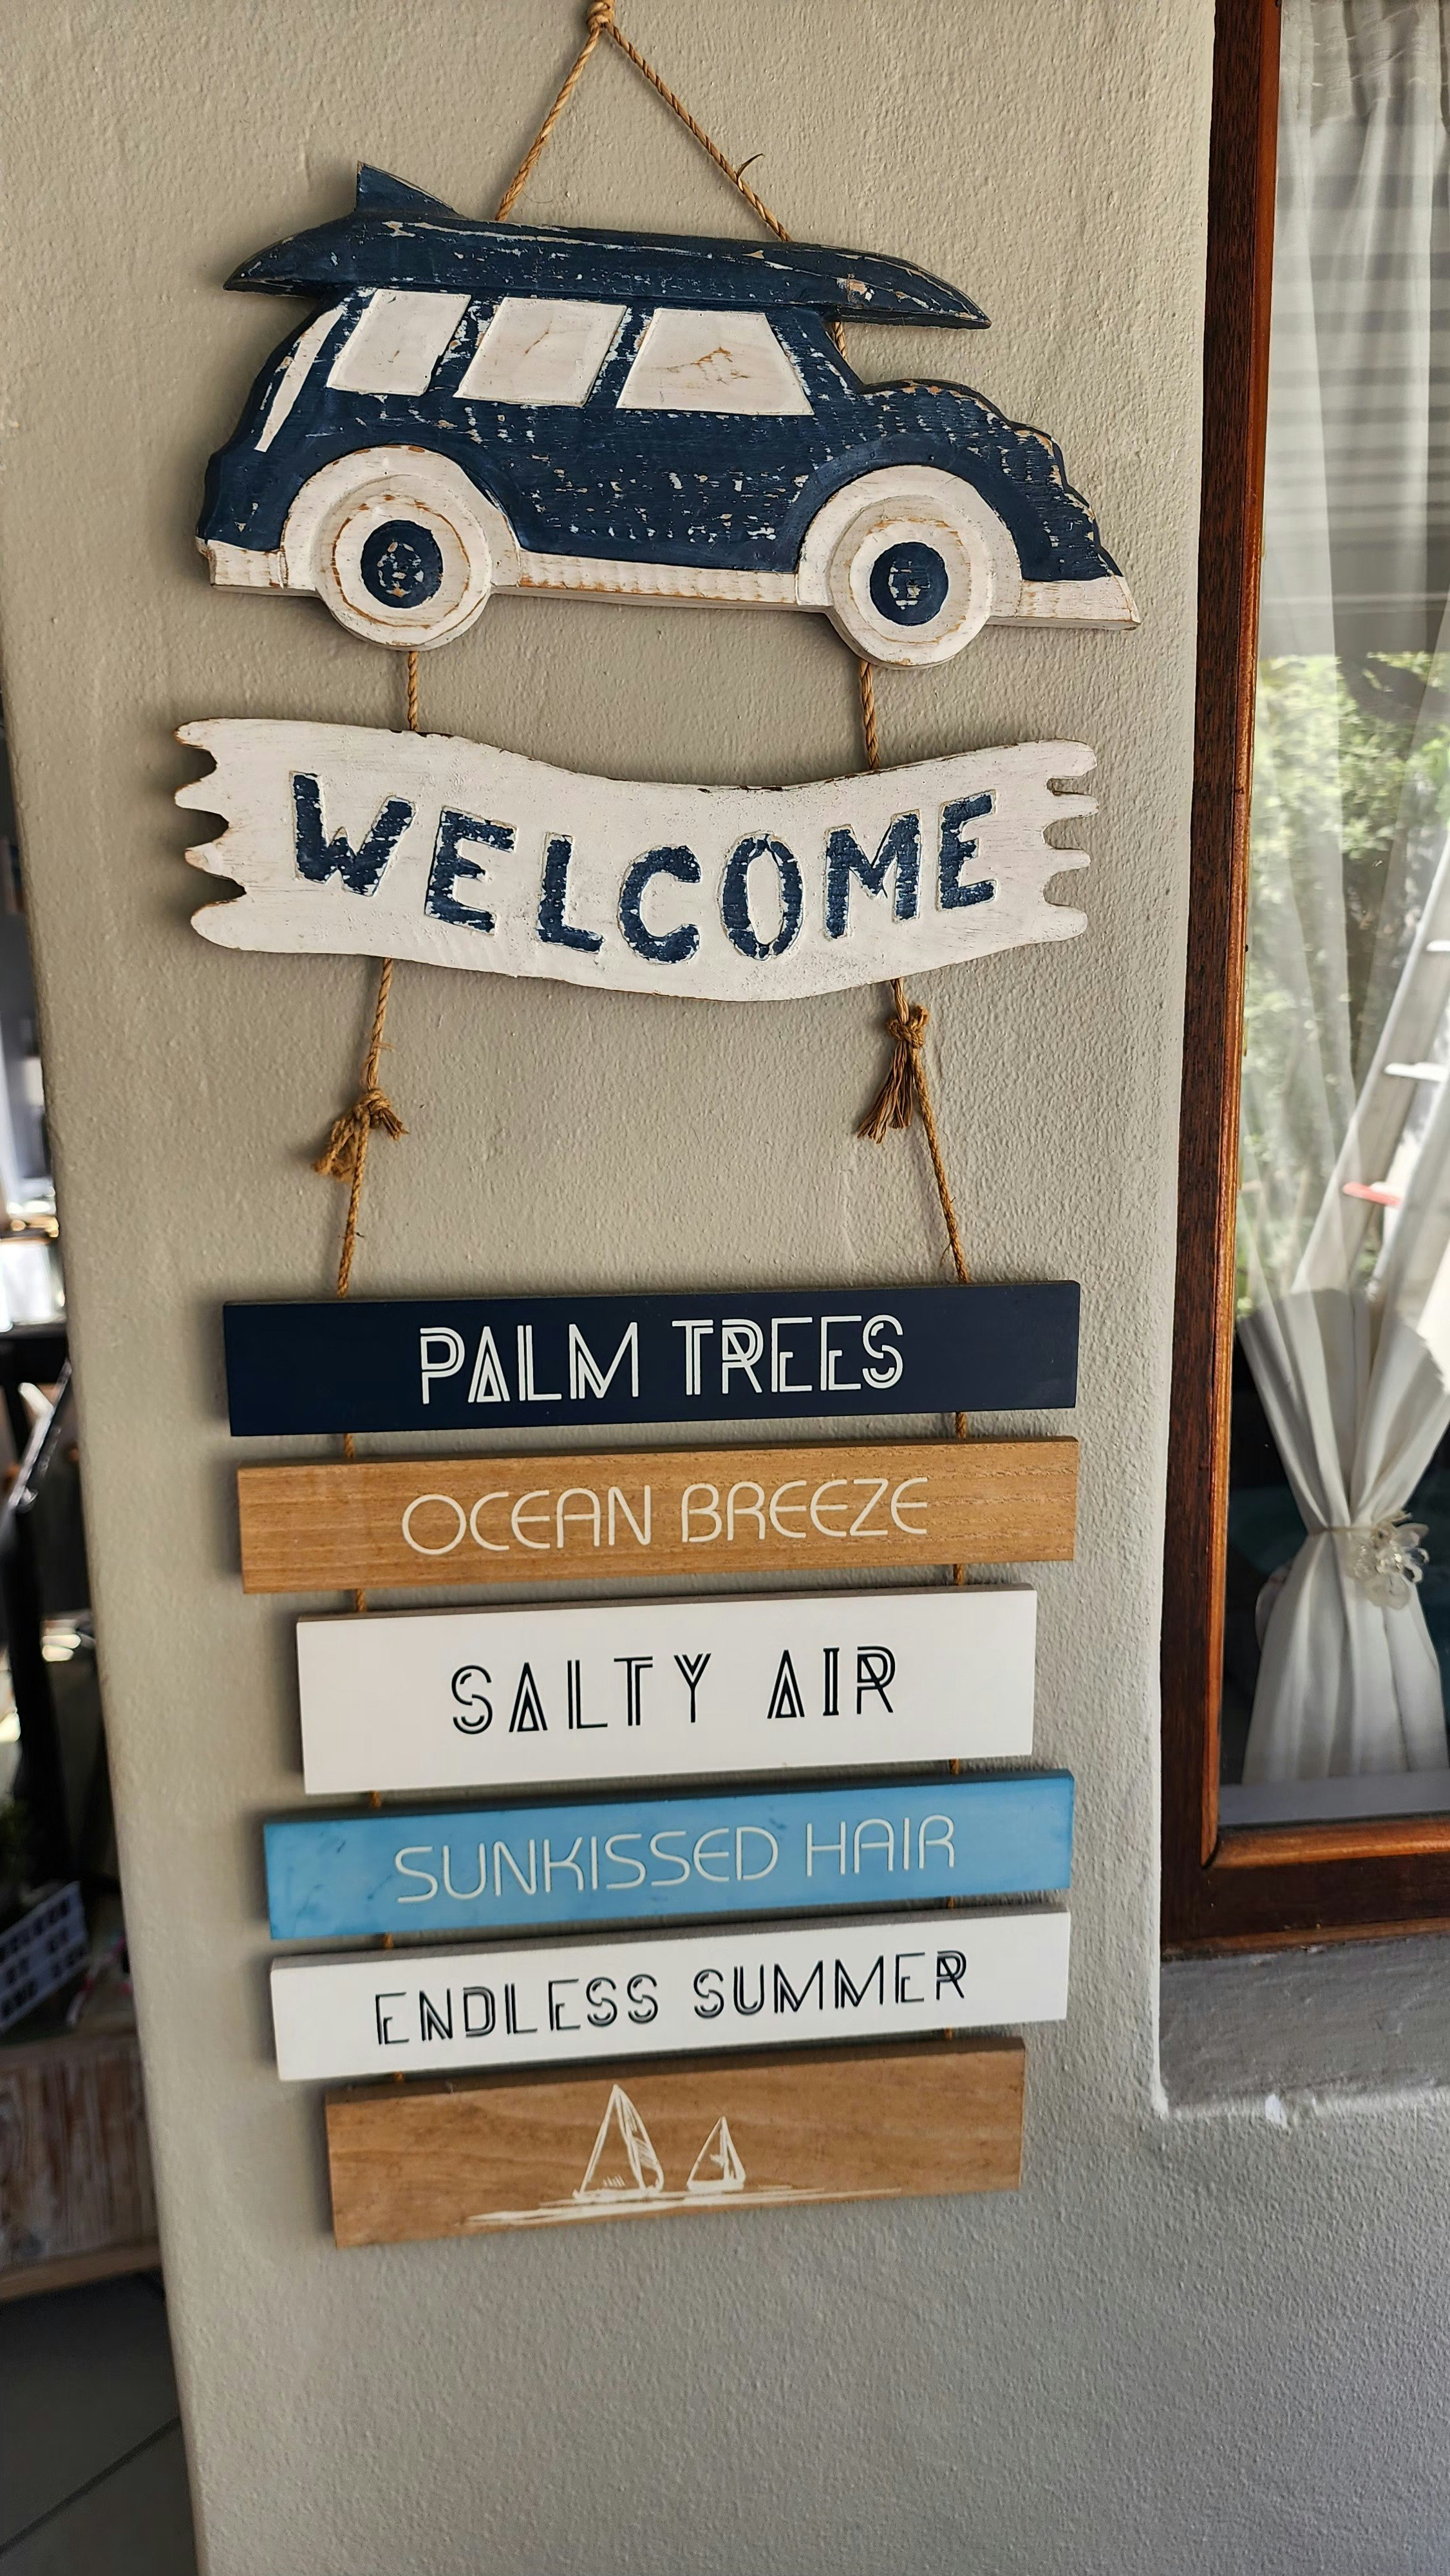 WELCOME
PALM TREES
OCEAN BREEZE
SALTY AIR
SUNKISSED HAIR
ENDLESS SUMMER